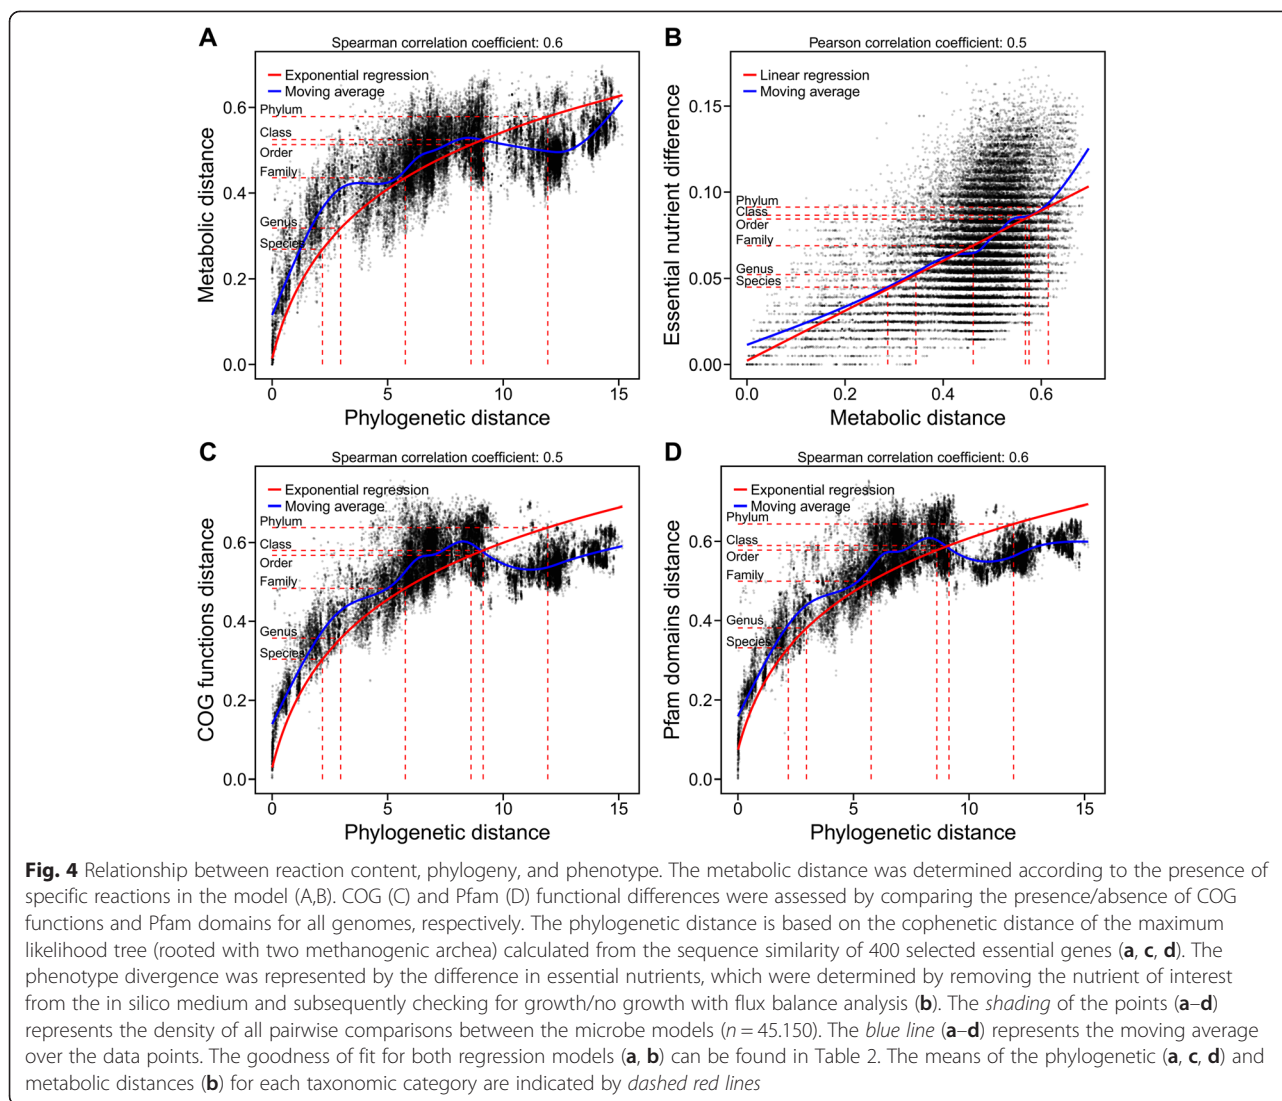 A
Spearman correlation coefficient: 0.6
Exponential regression
Moving average
Phylum
Class
Order
Family
Genus
Species
Metabolic distance
0.6
0.4
0.2
0.0
0 5 10 15
Phylogenetic distance
B
Pearson correlation coefficient: 0.5
Linear regression
Moving average
Phylum
Class
Order
Family
Genus
Species
Essential nutrient difference
0.15
0.10
0.05
0.00
0.0 0.2 0.4 0.6
Metabolic distance
C
Spearman correlation coefficient: 0.5
Exponential regression
Moving average
Phylum
Class
Order
Family
Genus
Species
COG functions distance
0.6
0.4
0.2
0.0
0 5 10 15
Phylogenetic distance
D
Spearman correlation coefficient: 0.6
Exponential regression
Moving average
Phylum
Class
Order
Family
Genus
Species
Pfam domains distance
0.6
0.4
0.2
0.0
0 5 10 15
Phylogenetic distance
Fig. 4 Relationship between reaction content, phylogeny, and phenotype. The metabolic distance was determined according to the presence of
specific reactions in the model (A,B). COG (C) and Pfam (D) functional differences were assessed by comparing the presence/absence of COG
functions and Pfam domains for all genomes, respectively. The phylogenetic distance is based on the cophenetic distance of the maximum
likelihood tree (rooted with two methanogenic archea) calculated from the sequence similarity of 400 selected essential genes (a, c, d). The
phenotype divergence was represented by the difference in essential nutrients, which were determined by removing the nutrient of interest
from the in silico medium and subsequently checking for growth/no growth with flux balance analysis (b). The shading of the points (a–d)
represents the density of all pairwise comparisons between the microbe models (n = 45.150). The blue line (a–d) represents the moving average
over the data points. The goodness of fit for both regression models (a, b) can be found in Table 2. The means of the phylogenetic (a, c, d) and
metabolic distances (b) for each taxonomic category are indicated by dashed red lines